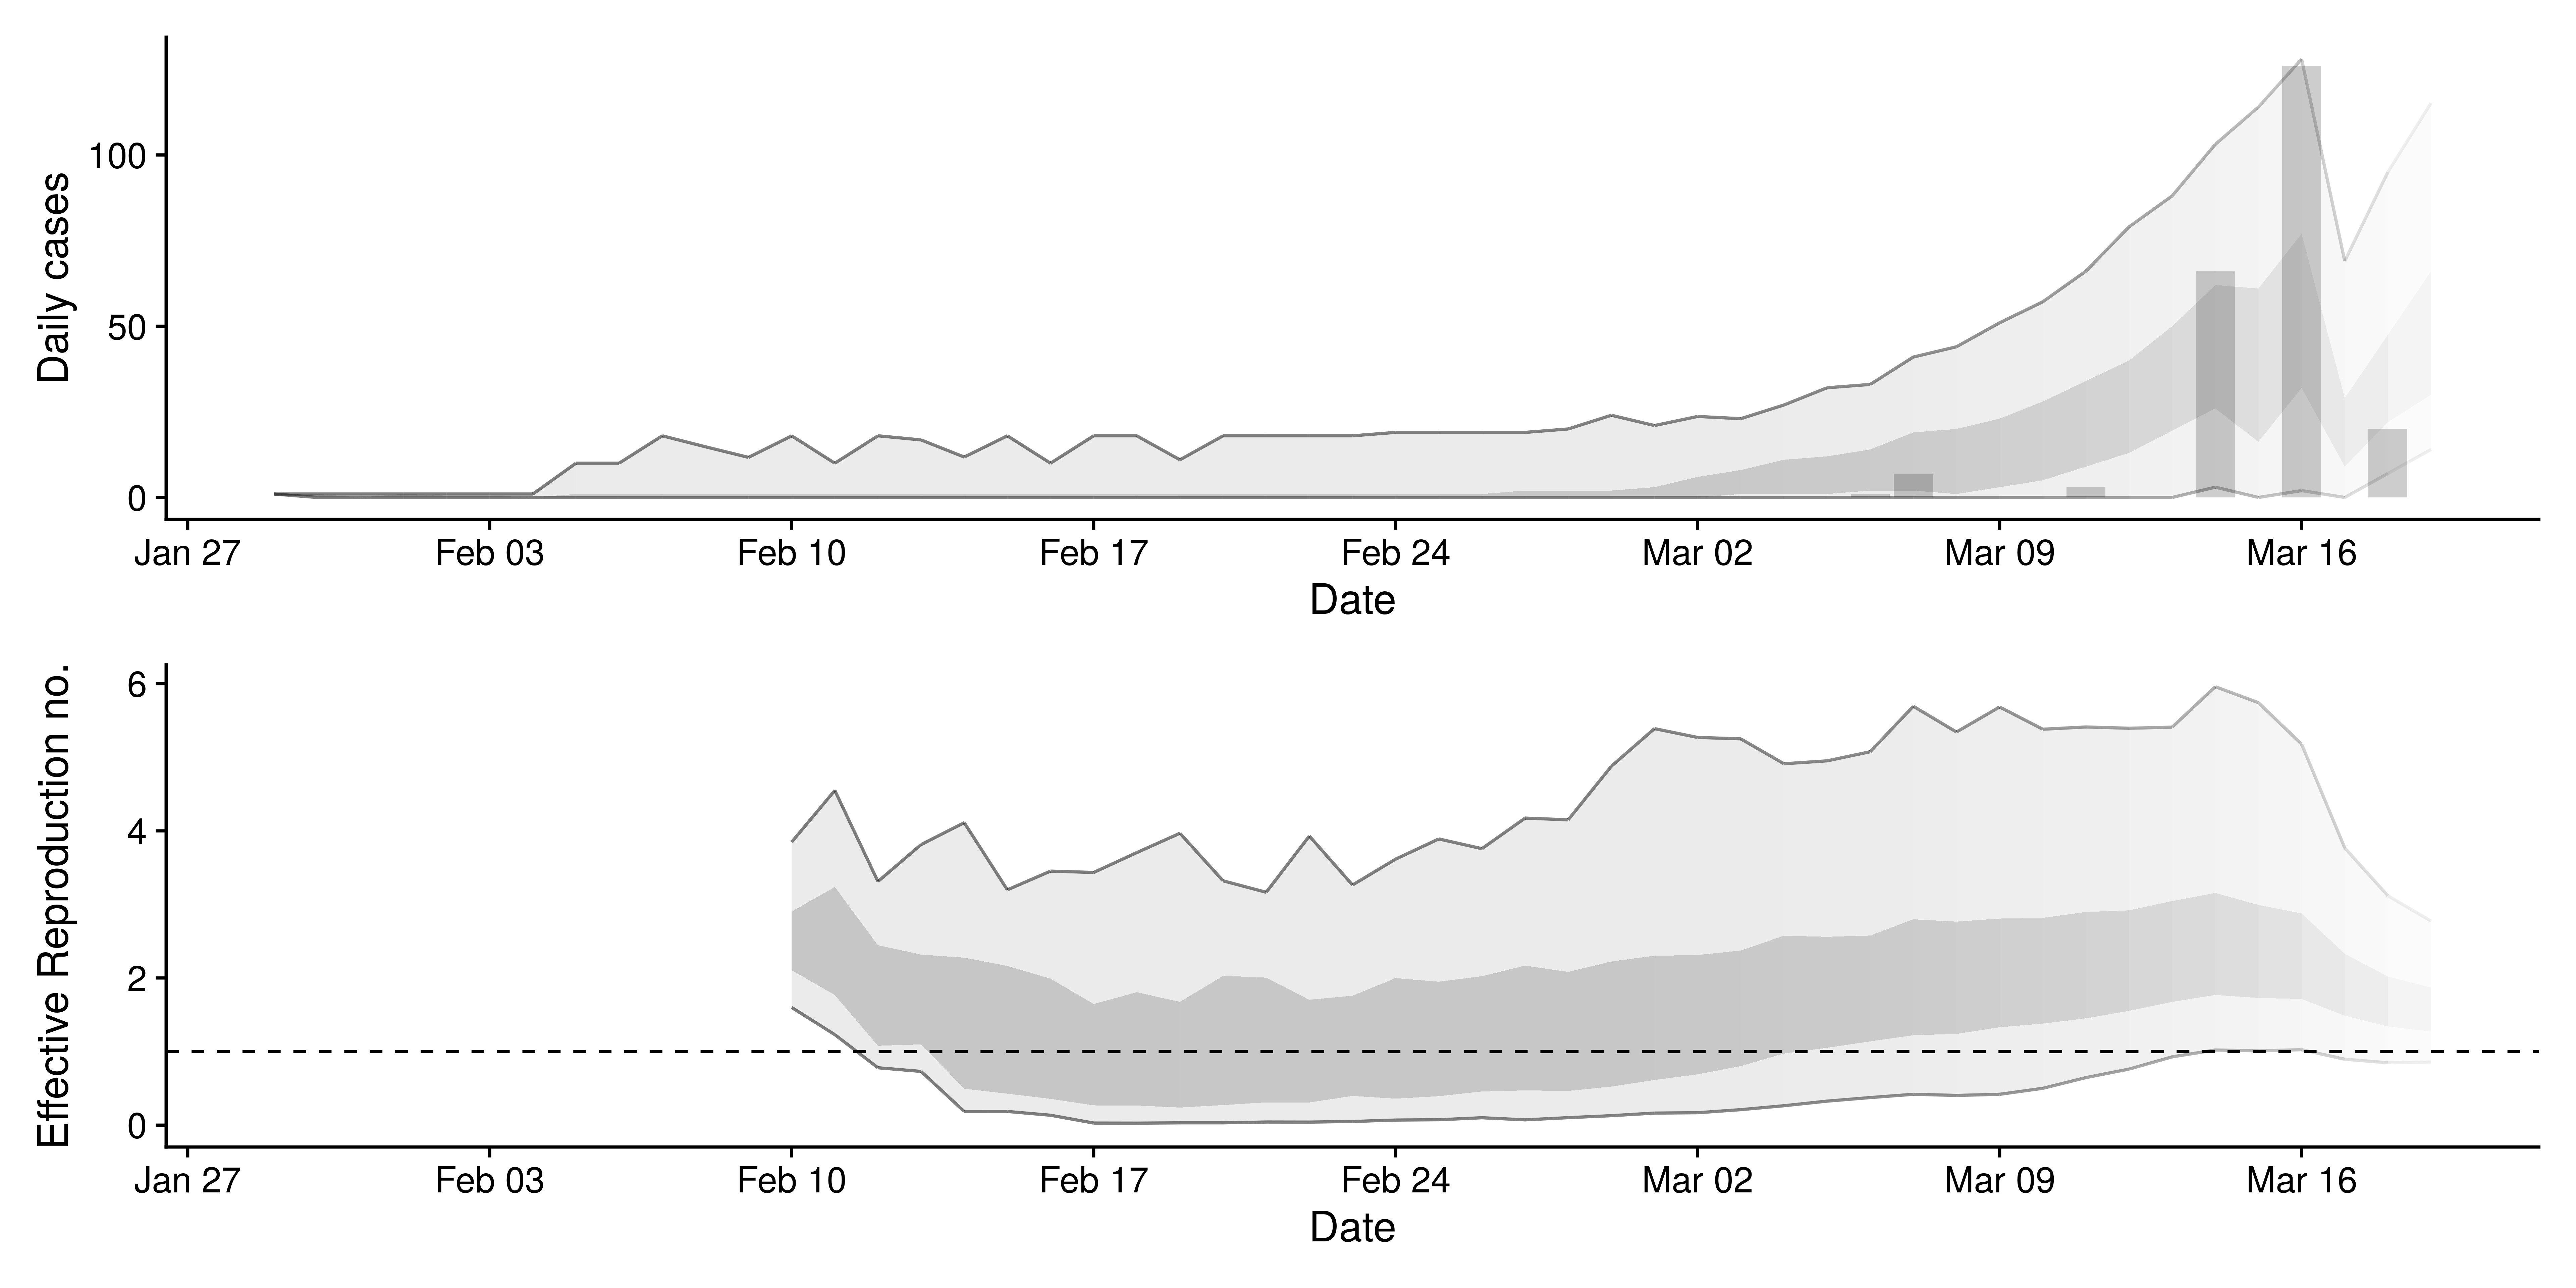 Daily cases
100
50
0
Jan 27 Feb 03 Feb 10 Feb 17 Feb 24 Mar 02 Mar 09 Mar 16
Date
Effective Reproduction no.
6
4
2
0
Jan 27 Feb 03 Feb 10 Feb 17 Feb 24 Mar 02 Mar 09 Mar 16
Date